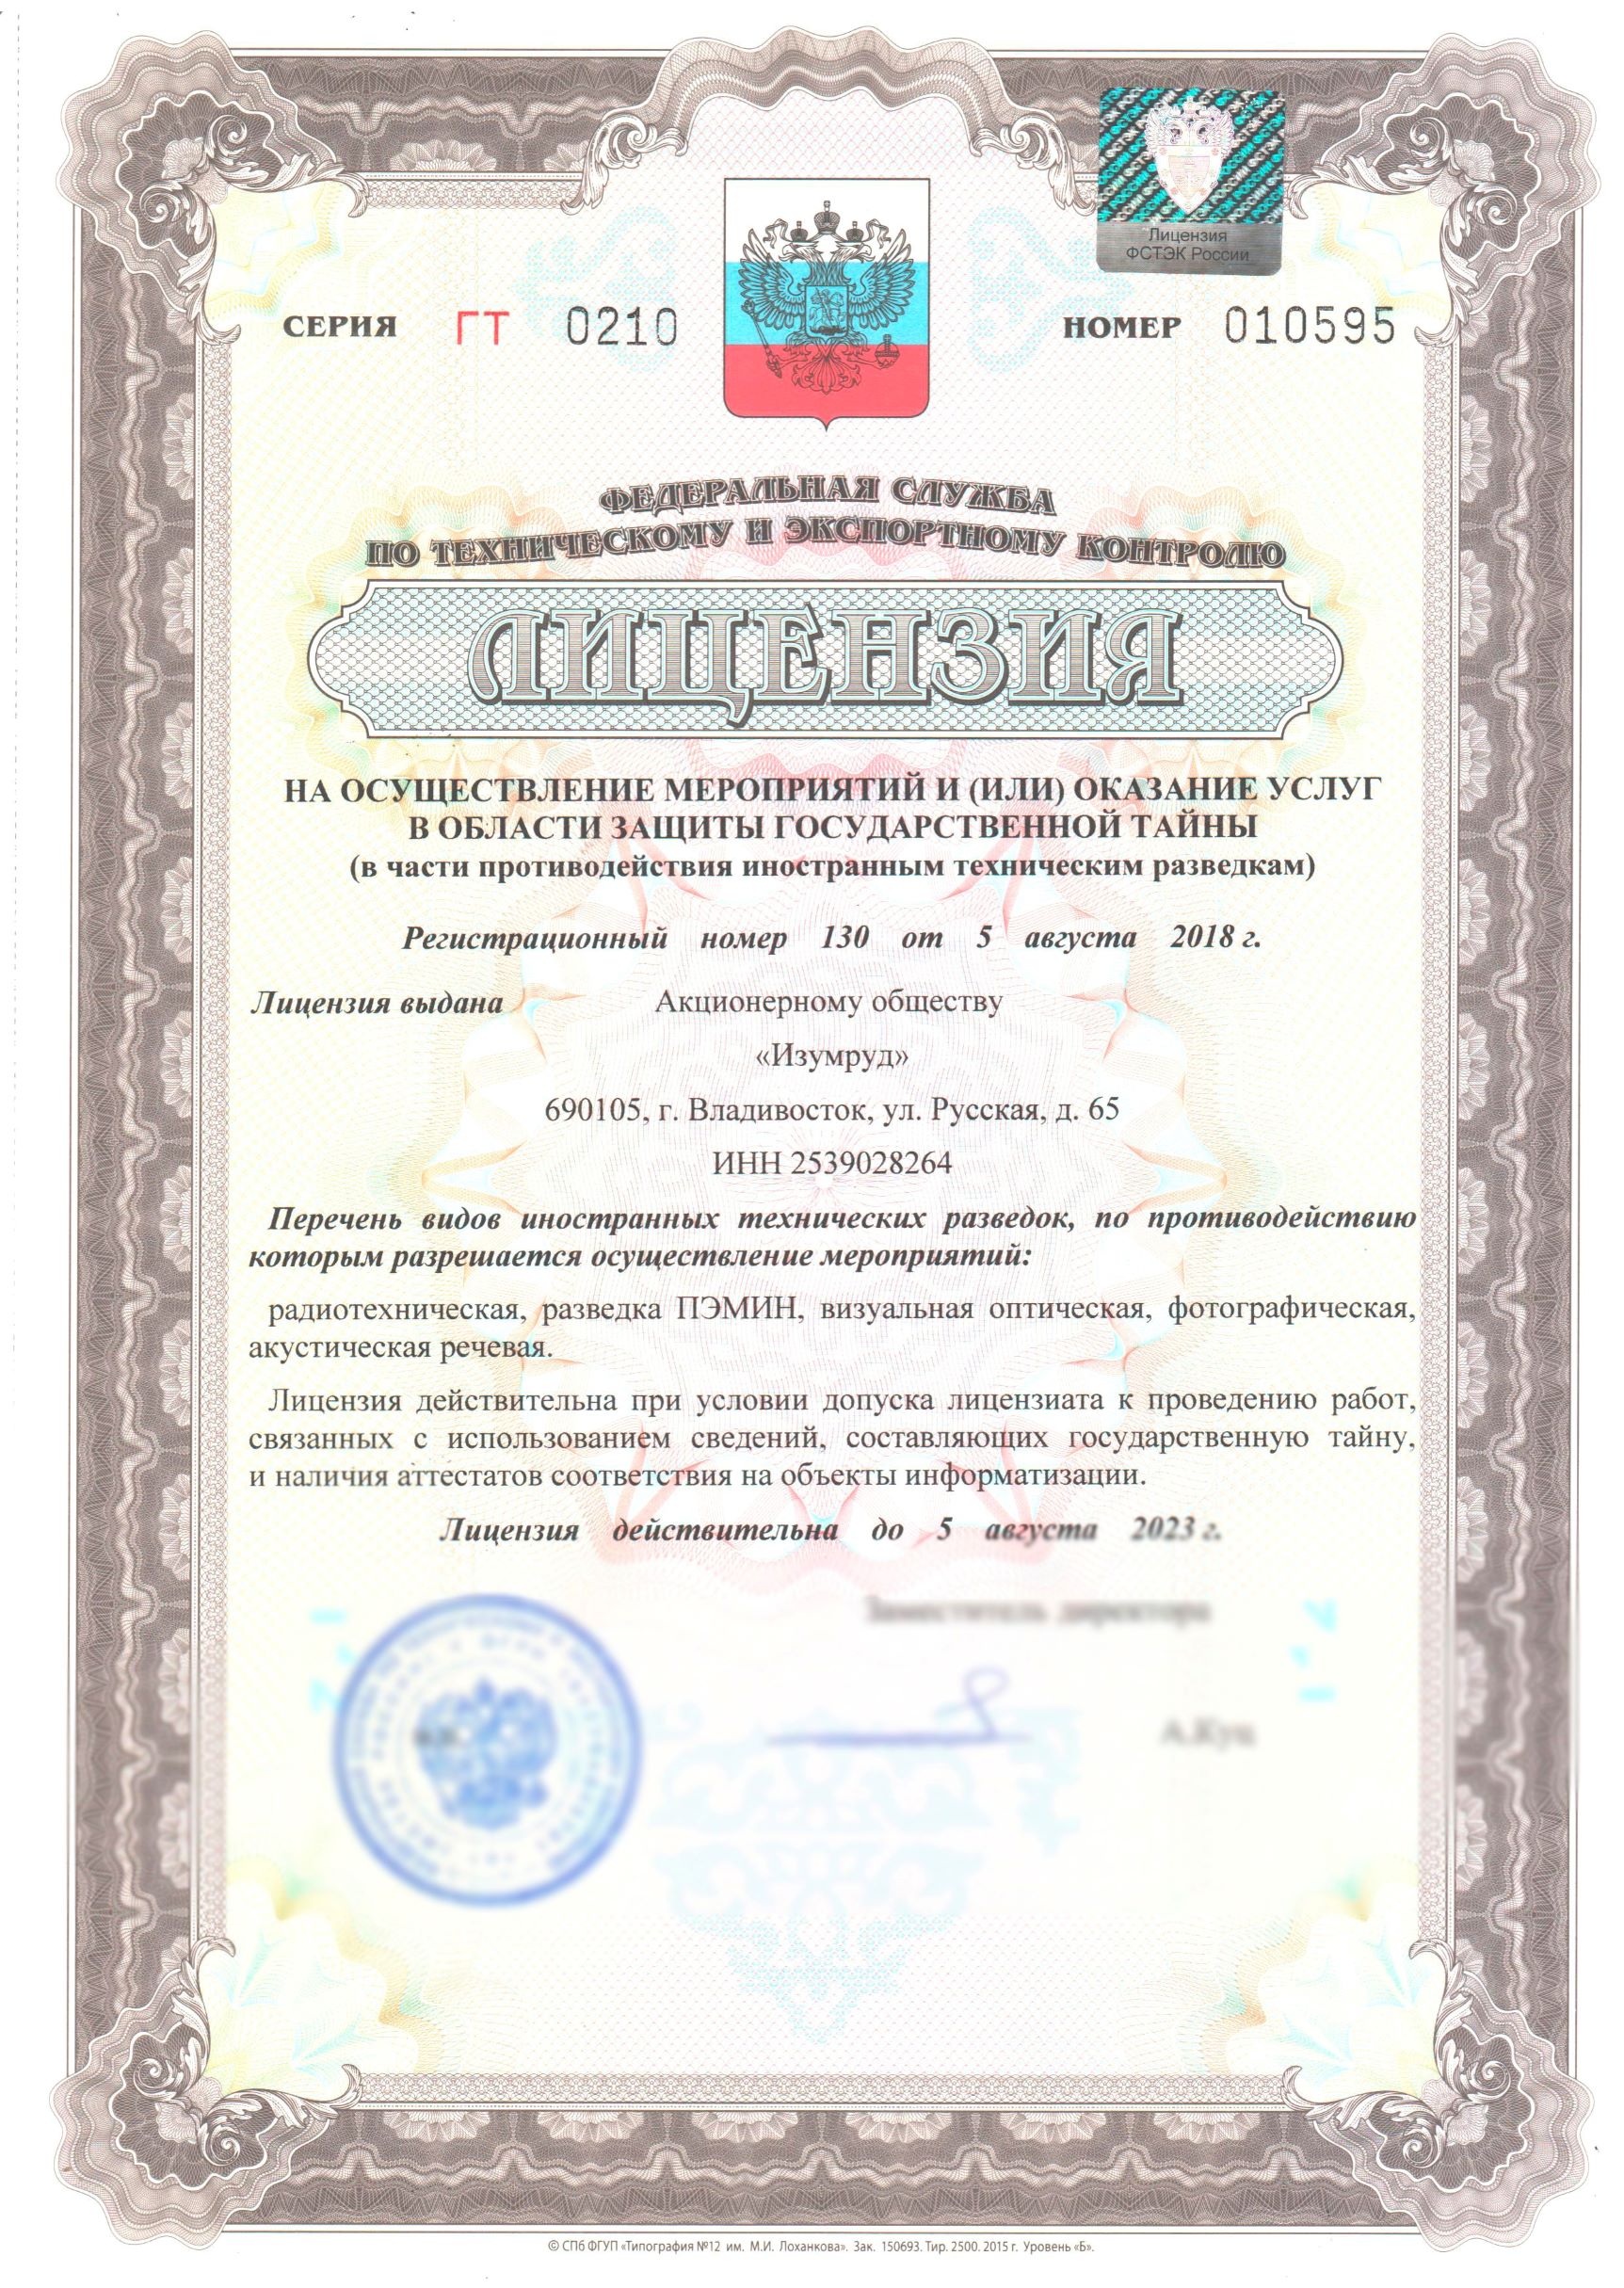 Лицензия
ФСТЭК России
СЕРИЯ ГТ 0210 НОМЕР 010595
ФЕДЕРАЛЬНАЯ СЛУЖБА
ПО ТЕХНИЧЕСКОМУ И ЭКСПОРТНОМУ КОНТРОЛЮ
ЛИЦЕНЗИЯ
НА ОСУЩЕСТВЛЕНИЕ МЕРОПРИЯТИЙ И (ИЛИ) ОКАЗАНИЕ УСЛУГ
В ОБЛАСТИ ЗАЩИТЫ ГОСУДАРСТВЕННОЙ ТАЙНЫ
(в части противодействия иностранным техническим разведкам)
Регистрационный номер 130 от 5 августа 2018 г.
Лицензия выдана Акционерному обществу
«Изумруд»
690105, г. Владивосток, ул. Русская, д. 65
ИНН 2539028264
Перечень видов иностранных технических разведок, по противодействию
которым разрешается осуществление мероприятий:
радиотехническая, разведка ПЭМИН, визуальная оптическая, фотографическая,
акустическая речевая.
Лицензия действительна при условии допуска лицензиата к проведению работ,
связанных с использованием сведений, составляющих государственную тайну,
и наличия аттестатов соответствия на объекты информатизации.
Лицензия действительна до 5 августа 2023 г.
Заместитель директора
А.Куц
© СПб ФГУП «Типография №12 им. М.И. Лоханкова». Зак. 150693. Тир. 2500. 2015 г. Уровень «Б».